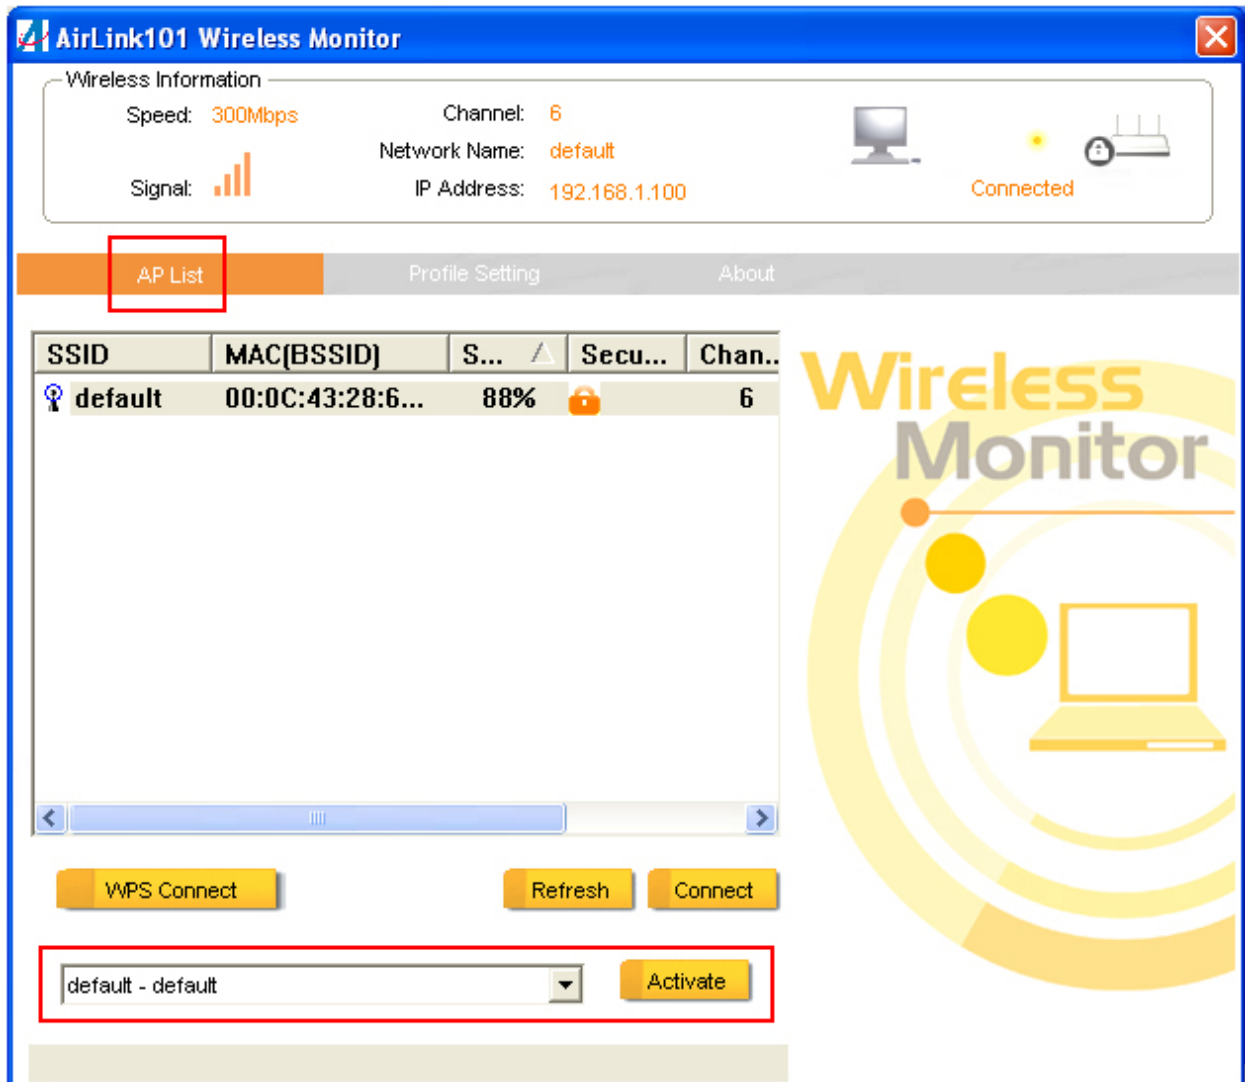 AirLink101 Wireless Monitor
Wireless Information
Speed: 300Mbps Channel: 6
Network Name: default
Signal: IP Address: 192.168.1.100 Connected
AP List Profile Setting About
SSID MAC(BSSID) S... Secu... Chan..
default 00:0C:43:28:6... 88% 6
Wireless
Monitor
WPS Connect Refresh Connect
default - default Activate